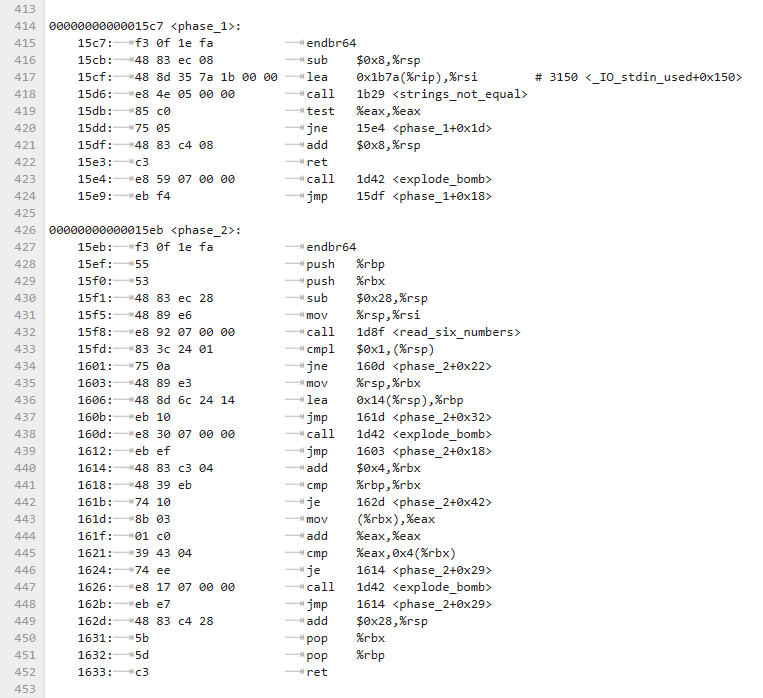 413
414 00000000000015c7 <phase_1>:
415 15c7: f3 0f 1e fa endbr64
416 15cb: 48 83 ec 08 sub $0x8,%rsp
417 15cf: 48 8d 35 7a 1b 00 00 lea 0x1b7a(%rip),%rsi # 3150 <_IO_stdin_used+0x150>
418 15d6: e8 4e 05 00 00 call 1b29 <strings_not_equal>
419 15db: 85 c0 test %eax,%eax
420 15dd: 75 05 jne 15e4 <phase_1+0x1d>
421 15df: 48 83 c4 08 add $0x8,%rsp
422 15e3: c3 ret
423 15e4: e8 59 07 00 00 call 1d42 <explode_bomb>
424 15e9: eb f4 jmp 15df <phase_1+0x18>
425
426 00000000000015eb <phase_2>:
427 15eb: f3 0f 1e fa endbr64
428 15ef: 55 push %rbp
429 15f0: 53 push %rbx
430 15f1: 48 83 ec 28 sub $0x28,%rsp
431 15f5: 48 89 e6 mov %rsp,%rsi
432 15f8: e8 92 07 00 00 call 1d8f <read_six_numbers>
433 15fd: 83 3c 24 01 cmpl $0x1,(%rsp)
434 1601: 75 0a jne 160d <phase_2+0x22>
435 1603: 48 89 e3 mov %rsp,%rbx
436 1606: 48 8d 6c 24 14 lea 0x14(%rsp),%rbp
437 160b: eb 10 jmp 161d <phase_2+0x32>
438 160d: e8 30 07 00 00 call 1d42 <explode_bomb>
439 1612: eb ef jmp 1603 <phase_2+0x18>
440 1614: 48 83 c3 04 add $0x4,%rbx
441 1618: 48 39 eb cmp %rbp,%rbx
442 161b: 74 10 je 162d <phase_2+0x42>
443 161d: 8b 03 mov (%rbx),%eax
444 161f: 01 c0 add %eax,%eax
445 1621: 39 43 04 cmp %eax,0x4(%rbx)
446 1624: 74 ee je 1614 <phase_2+0x29>
447 1626: e8 17 07 00 00 call 1d42 <explode_bomb>
448 162b: eb e7 jmp 1614 <phase_2+0x29>
449 162d: 48 83 c4 28 add $0x28,%rsp
450 1631: 5b pop %rbx
451 1632: 5d pop %rbp
452 1633: c3 ret
453